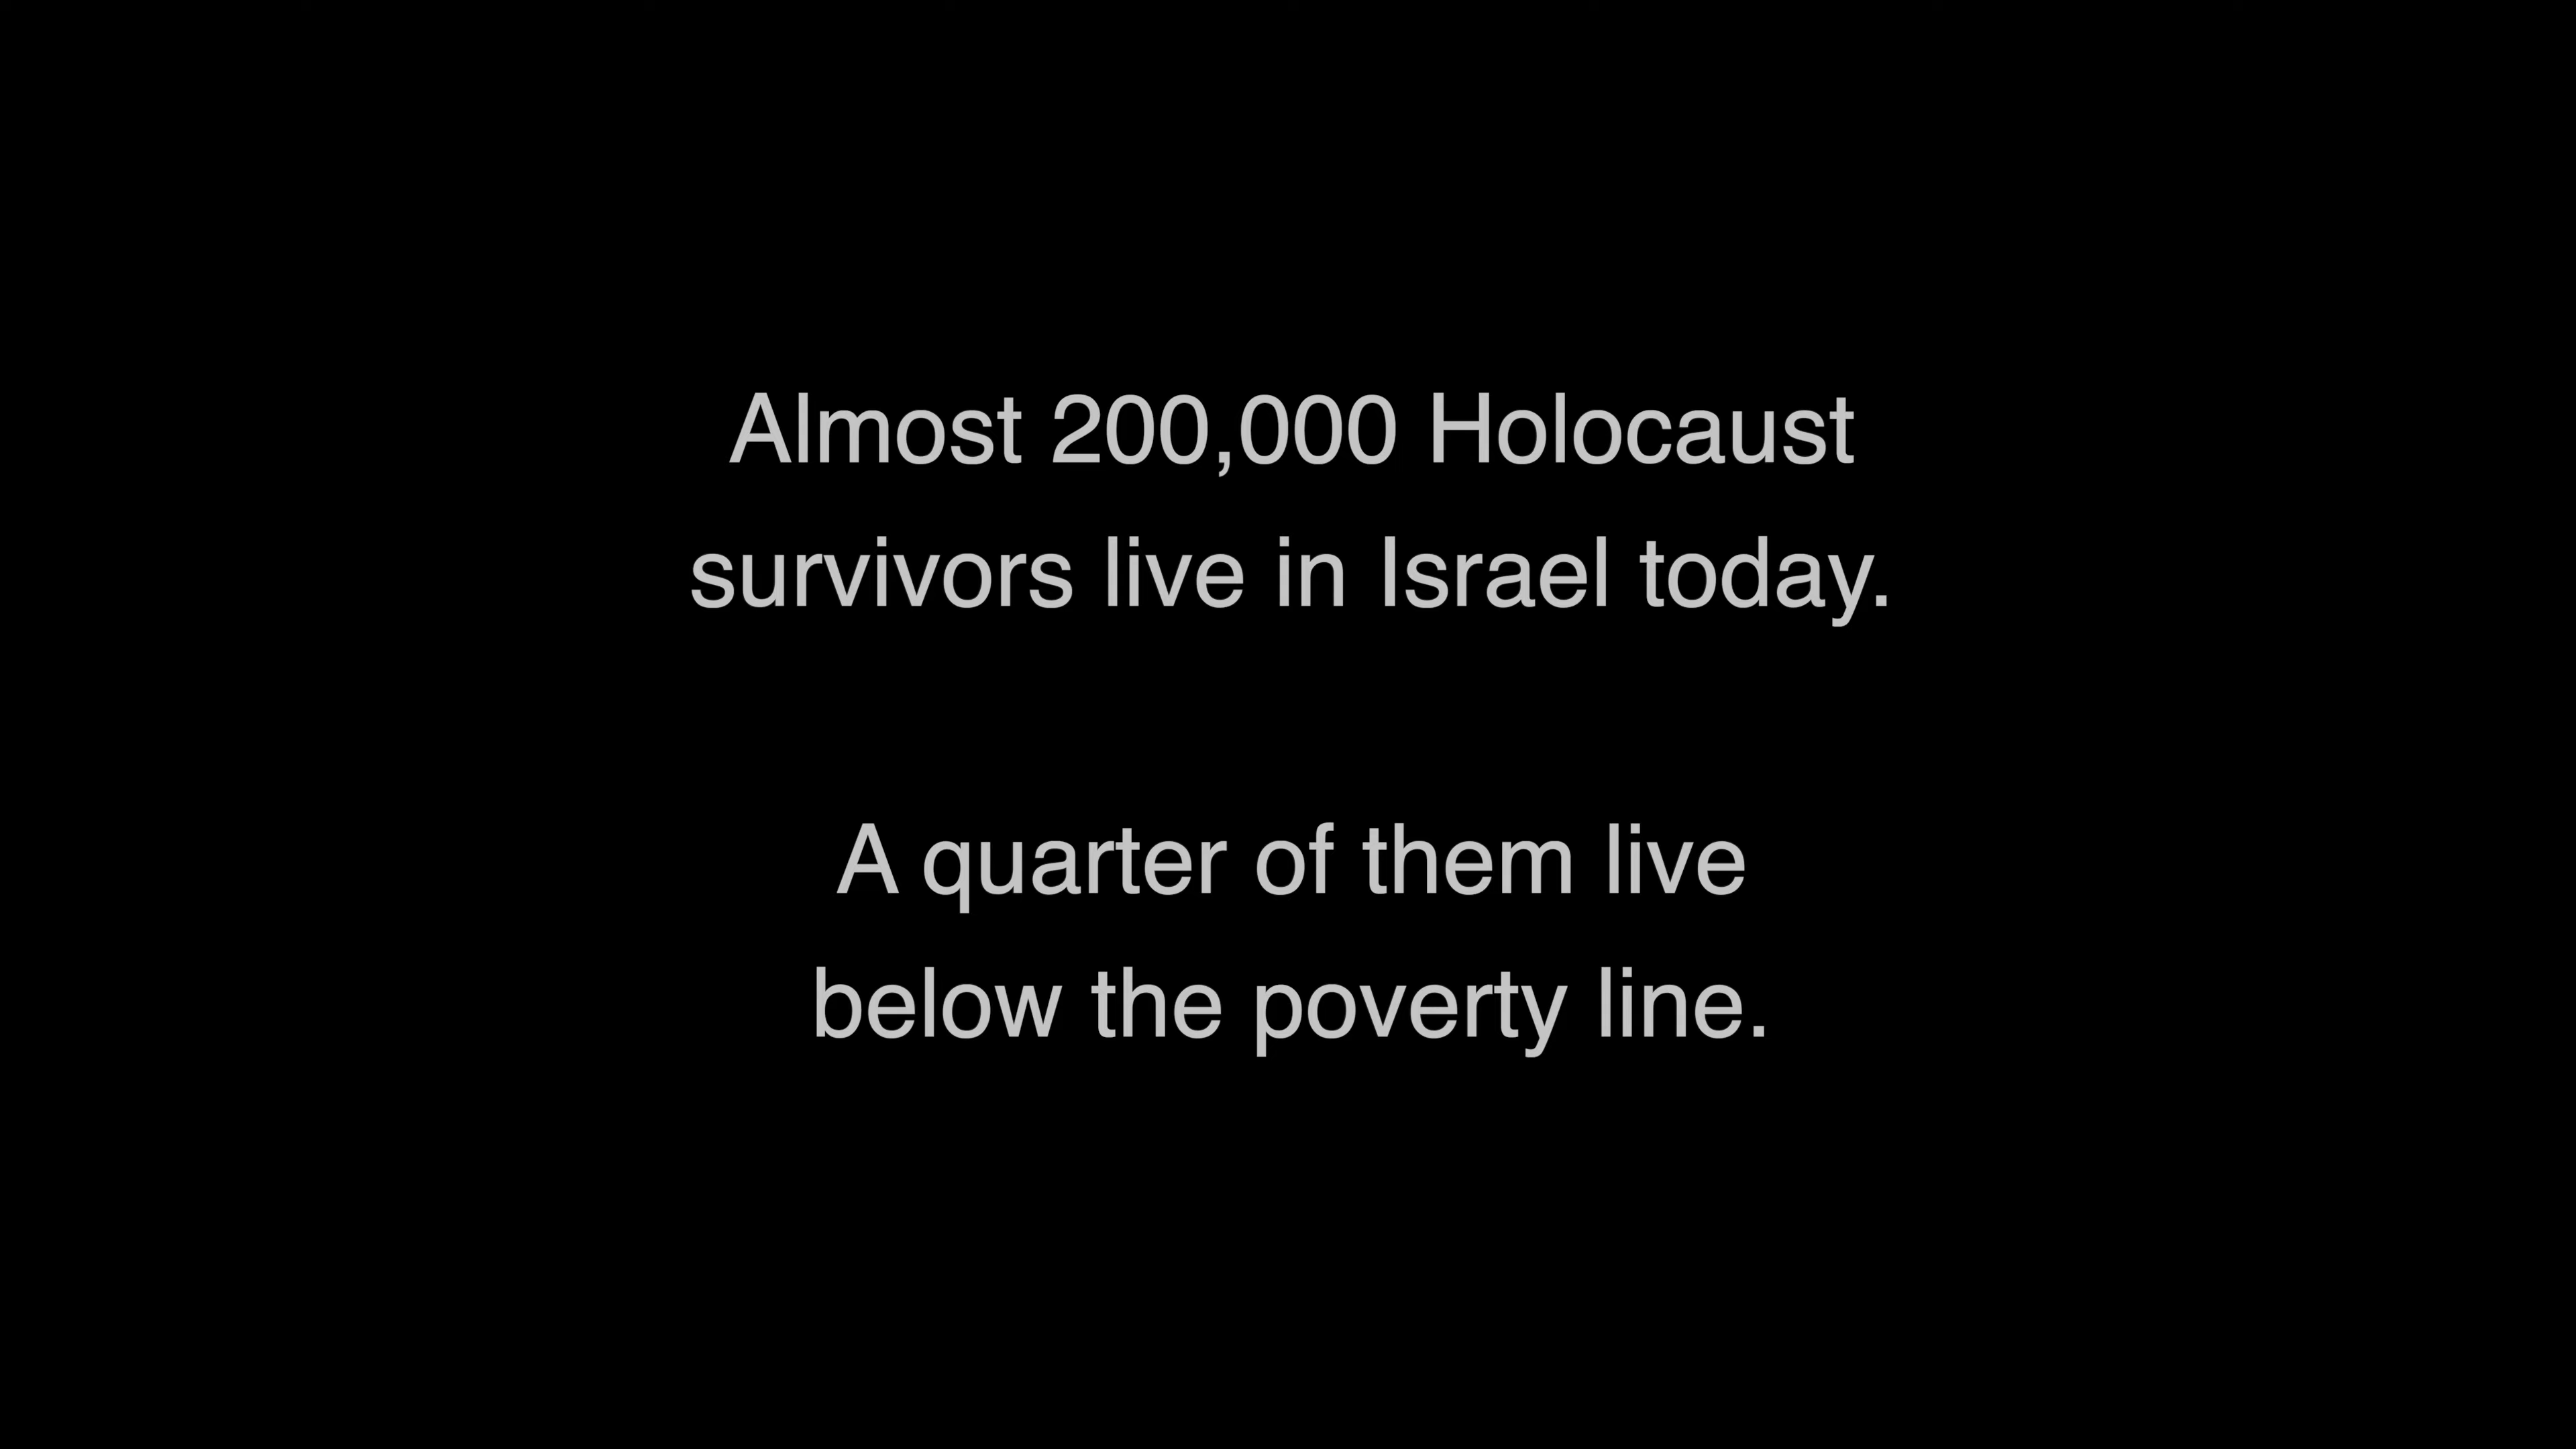 Almost 200,000 Holocaust
survivors live in Israel today.
A quarter of them live
below the poverty line.